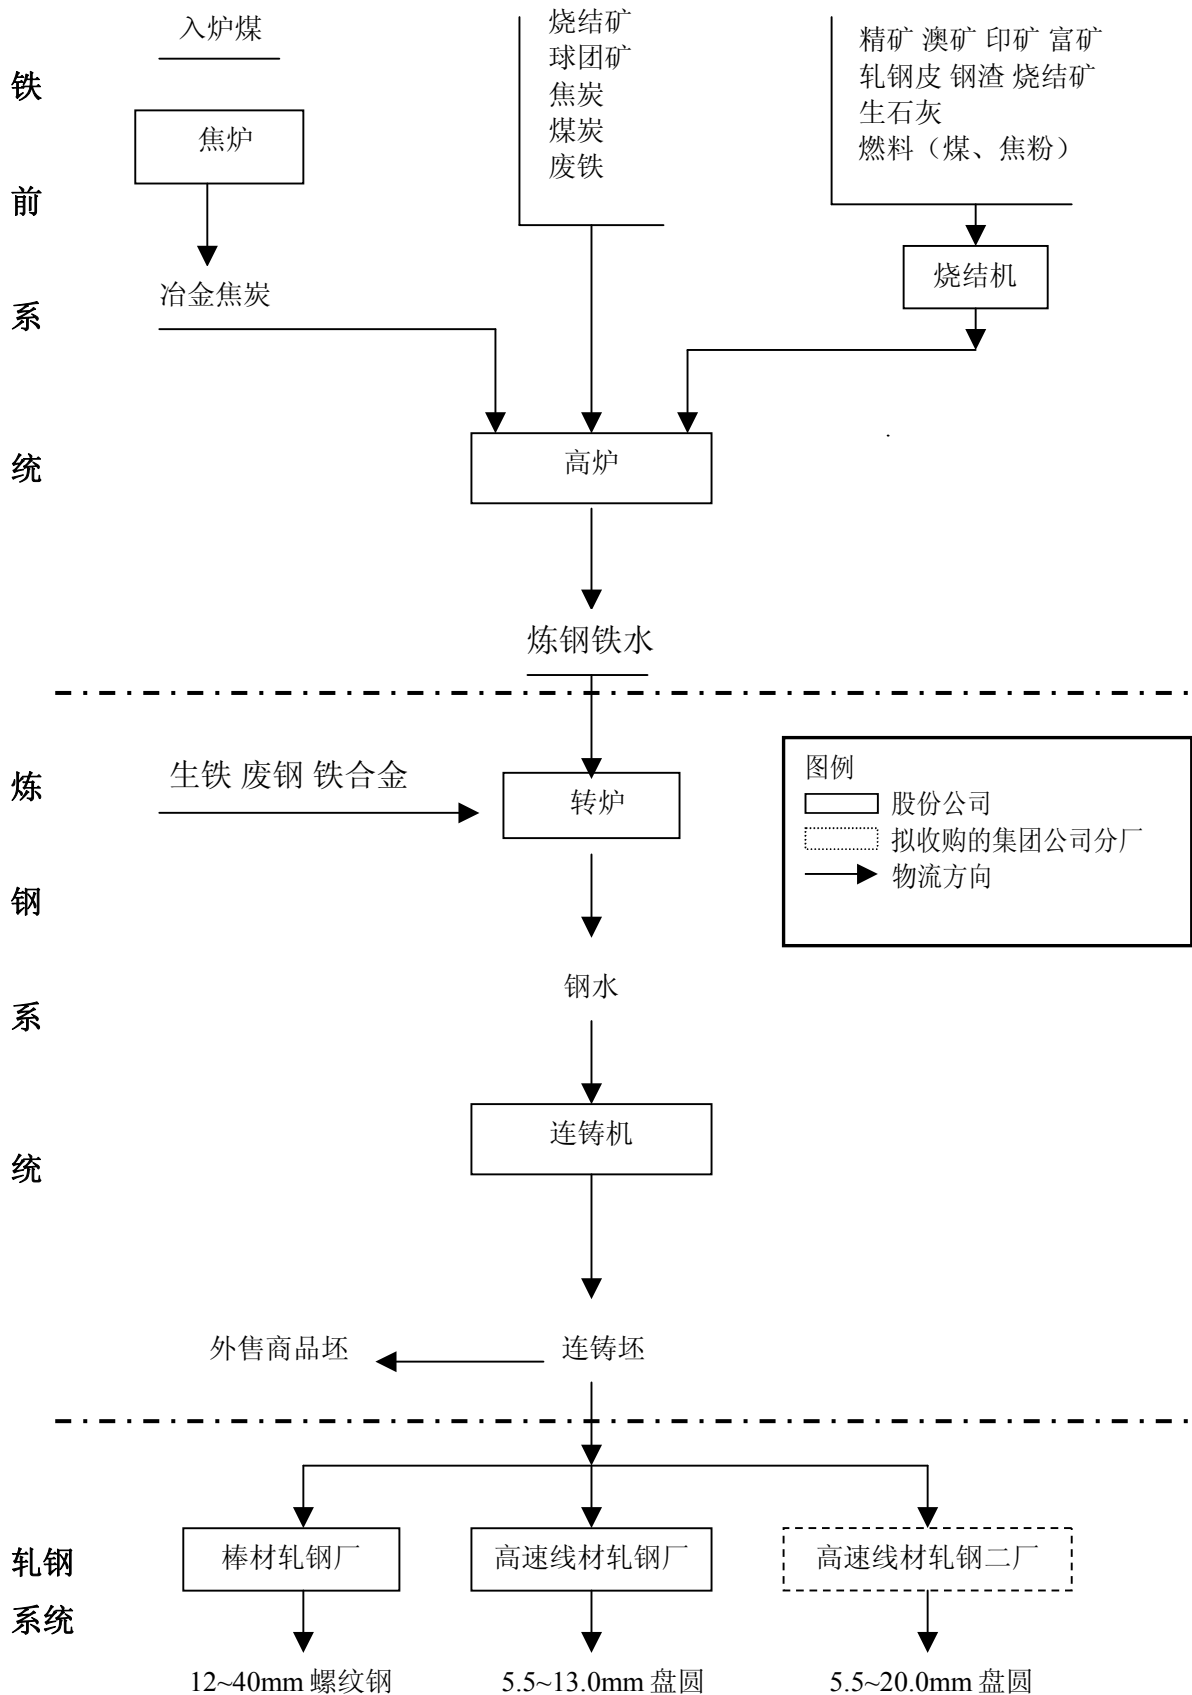 入炉煤
焦炉
冶金焦炭
烧结矿
球团矿
焦炭
煤炭
废铁
精矿 澳矿 印矿 富矿
轧钢皮 钢渣 烧结矿
生石灰
燃料（煤、焦粉）
烧结机
铁
前
系
统
高炉
炼钢铁水
炼
钢
系
统
生铁 废钢 铁合金
转炉
图例
股份公司
拟收购的集团公司分厂
物流方向
钢水
连铸机
外售商品坯
连铸坯
轧钢
系统
棒材轧钢厂
高速线材轧钢厂
高速线材轧钢二厂
12~40mm 螺纹钢
5.5~13.0mm 盘圆
5.5~20.0mm 盘圆